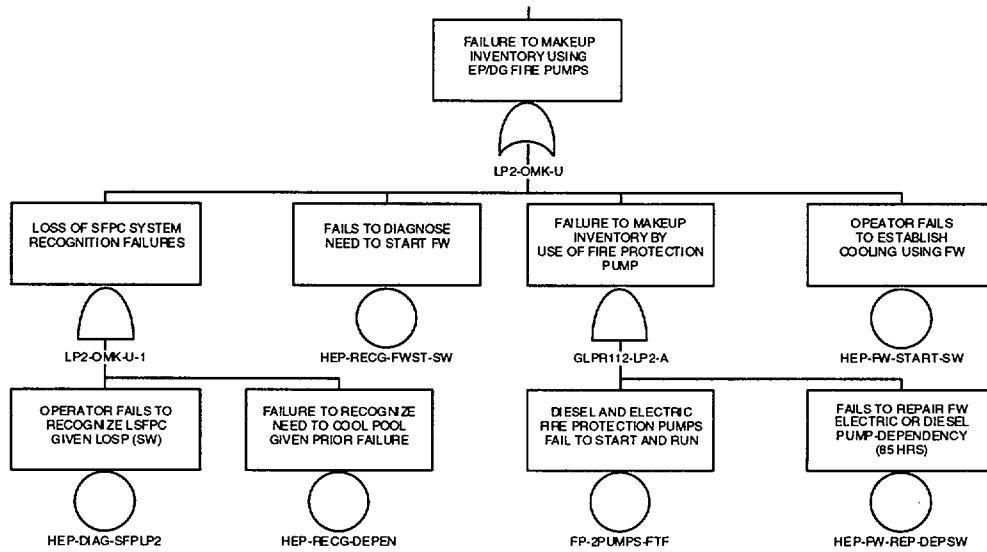 FAILURE TO MAKEUP
INVENTORY USING
EP/DG FIRE PUMPS
LP2-OMK-U
LOSS OF SFPC SYSTEM
RECOGNITION FAILURES
LP2-OMK-U-1
FAILS TO DIAGNOSE
NEED TO START FW
HEP-RECG-FWST-SW
FAILURE TO MAKEUP
INVENTORY BY
USE OF FIRE PROTECTION
PUMP
GLPR112-LP2-A
OPEATOR FAILS
TO ESTABLISH
COOLING USING FW
HEP-FW-START-SW
OPERATOR FAILS TO
RECOGNIZE LSFPC
GIVEN LOSP (SW)
HEP-DIAG-SFPLP2
FAILURE TO RECOGNIZE
NEED TO COOL POOL
GIVEN PRIOR FAILURE
HEP-RECG-DEPEN
DIESEL AND ELECTRIC
FIRE PROTECTION PUMPS
FAIL TO START AND RUN
FP-2PUMPS-FTF
FAILS TO REPAIR FW
ELECTRIC OR DIESEL
PUMP-DEPENDENCY
(85 HRS)
HEP-FW-REP-DEPSW